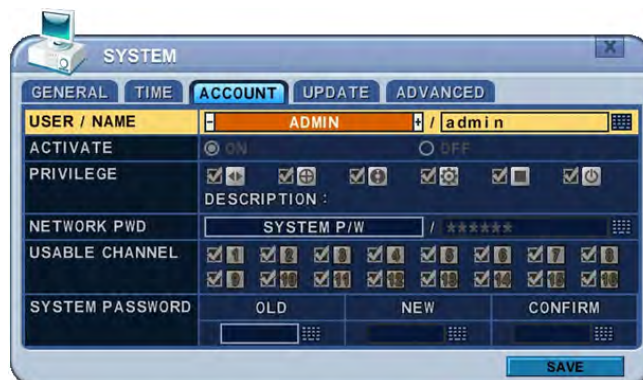 SYSTEM
GENERAL TIME ACCOUNT UPDATE ADVANCED
USER / NAME - ADMIN + / admin
ACTIVATE ON OFF
PRIVILEGE
DESCRIPTION :
NETWORK PWD SYSTEM P/W / ******
USABLE CHANNEL 1 2 3 4 5 6 7 8
9 10 11 12 13 14 15 16
SYSTEM PASSWORD OLD NEW CONFIRM
SAVE